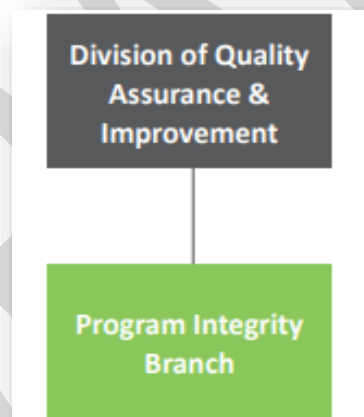 Division of Quality
Assurance &
Improvement
Program Integrity
Branch